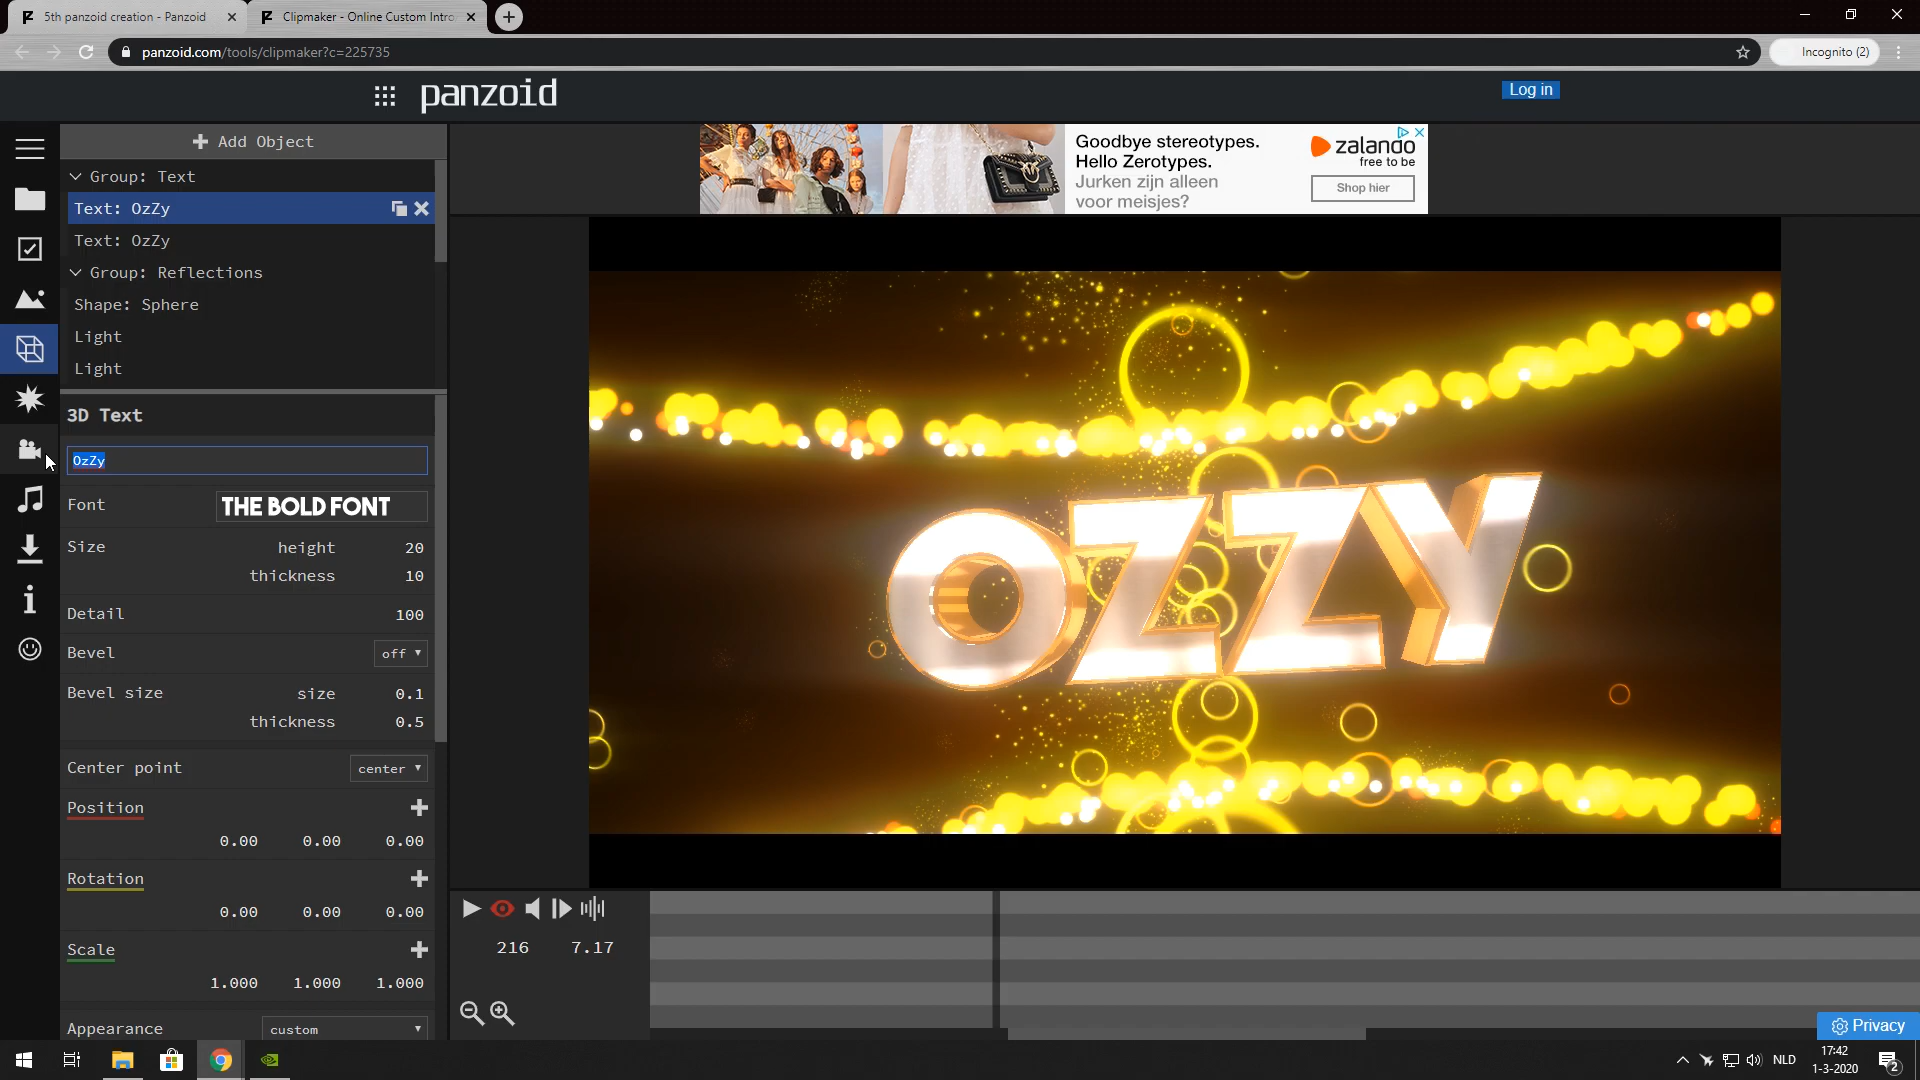 5th panzoid creation - Panzoid
Clipmaker - Online Custom Intro
panzoid.com/tools/clipmaker?c=225735
Incognito (2)
panzoid
Log in
Add Object
Group: Text
Text: OzZy
Text: OzZy
Group: Reflections
Shape: Sphere
Light
Light
Goodbye stereotypes.
Hello Zerotypes.
Jurken zijn alleen
voor meisjes?
zalando
free to be
Shop hier
3D Text
OzZy
Font THE BOLD FONT
Size height 20
thickness 10
Detail 100
Bevel off
Bevel size size 0.1
thickness 0.5
Center point center
Position
0.00 0.00 0.00
Rotation
0.00 0.00 0.00
Scale
1.000 1.000 1.000
Appearance custom
OZZY
216 7.17
Privacy
NLD
17:42
1-3-2020
2